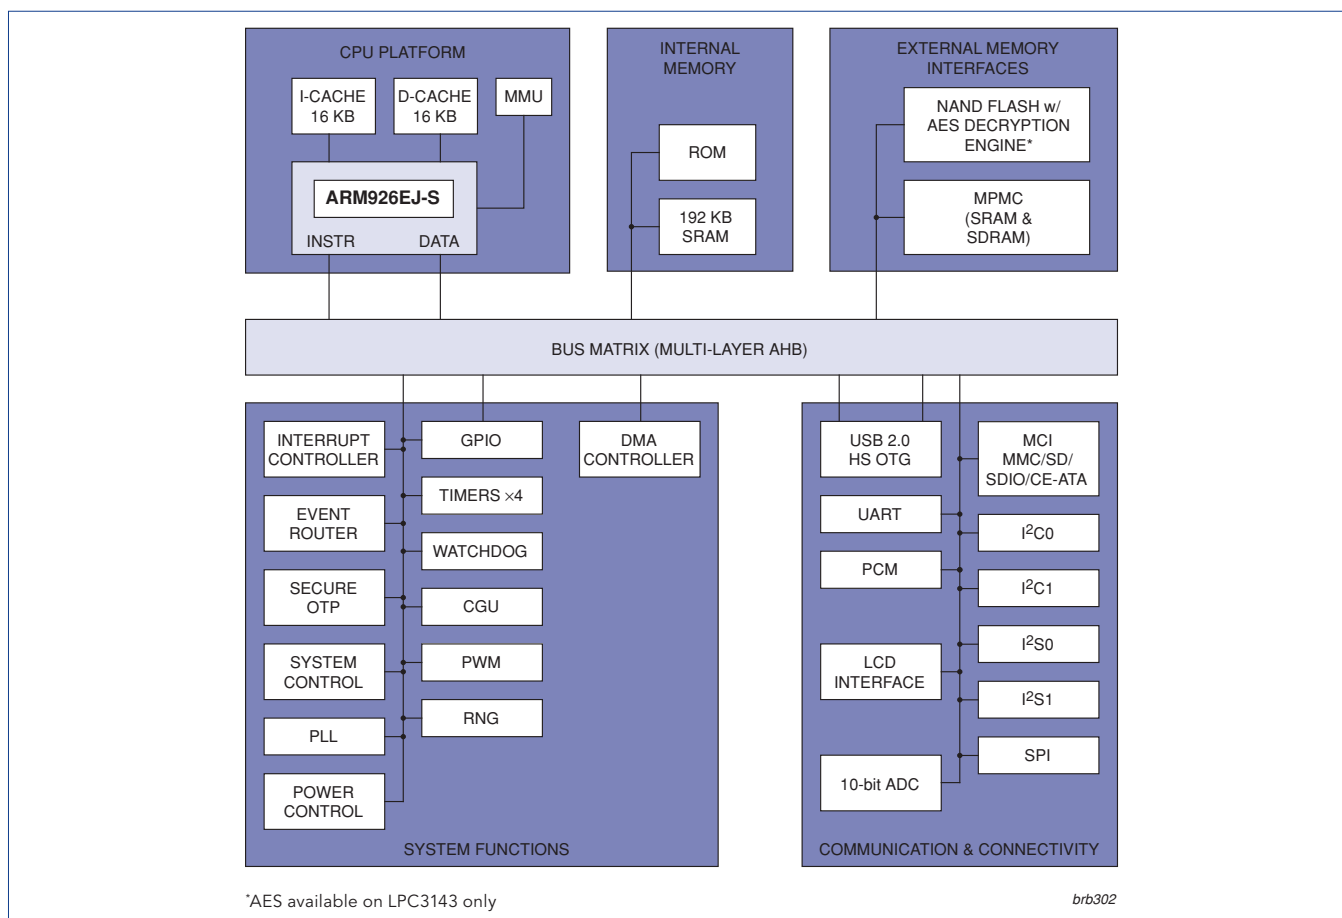 CPU PLATFORM
I-CACHE
16 KB
D-CACHE
16 KB
MMU
ARM926EJ-S
INSTR
DATA
INTERNAL
MEMORY
ROM
192 KB
SRAM
EXTERNAL MEMORY
INTERFACES
NAND FLASH w/
AES DECRYPTION
ENGINE*
MPMC
(SRAM &
SDRAM)
BUS MATRIX (MULTI-LAYER AHB)
INTERRUPT
CONTROLLER
EVENT
ROUTER
SECURE
OTP
SYSTEM
CONTROL
PLL
POWER
CONTROL
GPIO
TIMERS ×4
WATCHDOG
CGU
PWM
RNG
DMA
CONTROLLER
SYSTEM FUNCTIONS
USB 2.0
HS OTG
UART
PCM
LCD
INTERFACE
10-bit ADC
MCI
MMC/SD/
SDIO/CE-ATA
I²C0
I²C1
I²S0
I²S1
SPI
COMMUNICATION & CONNECTIVITY
*AES available on LPC3143 only
brb302